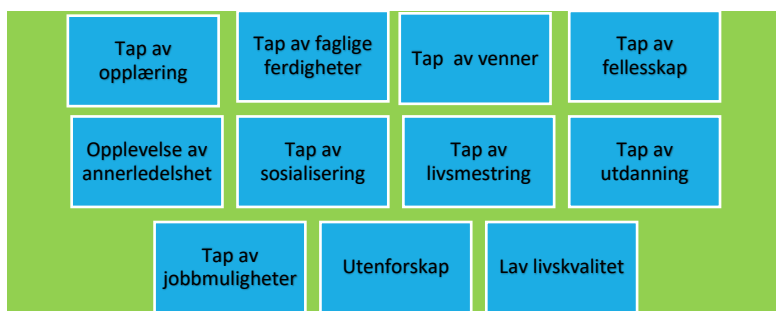 Tap av
opplæring
Tap av faglige
ferdigheter
Tap av venner
Tap av
fellesskap
Opplevelse av
annerledelshet
Tap av
sosialisering
Tap av
livsmestring
Tap av
utdanning
Tap av
jobbmuligheter
Utenforskap
Lav livskvalitet